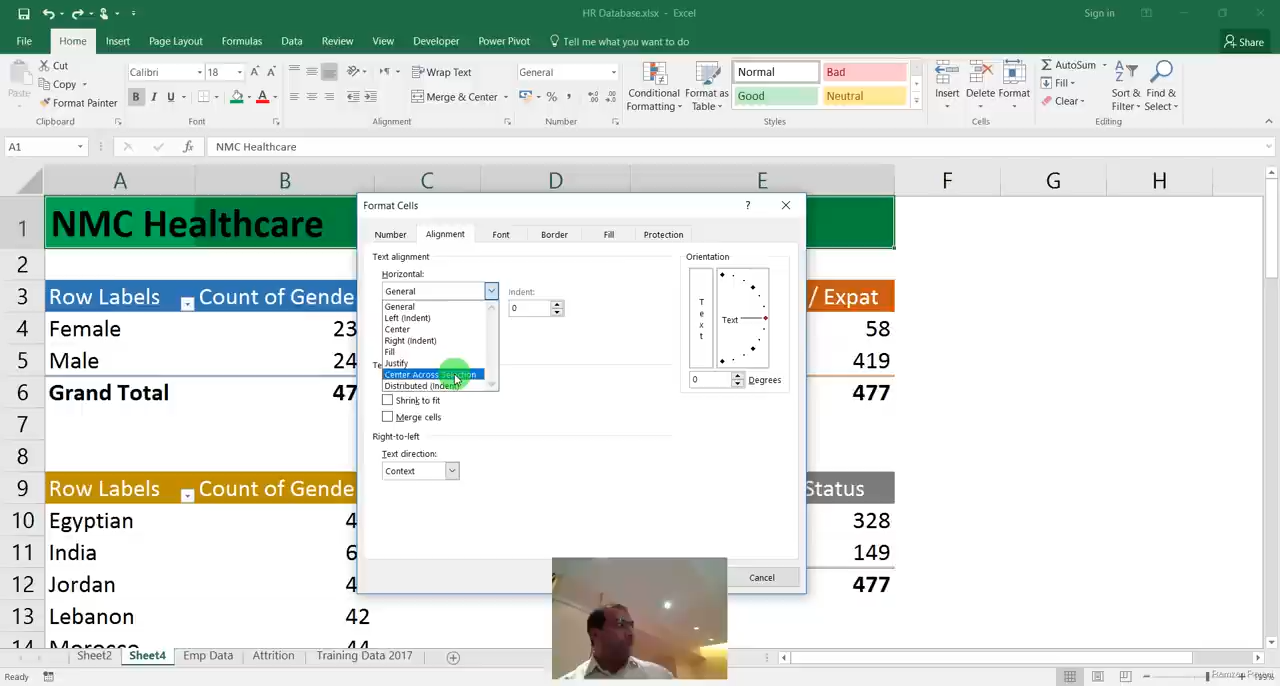 HR Database.xlsx - Excel
Sign in
File Home Insert Page Layout Formulas Data Review View Developer Power Pivot Tell me what you want to do Share
Paste
Cut
Copy
Format Painter
Clipboard
Calibri 18
B I U
Font
Wrap Text
Merge & Center
Alignment
General
%
Number
Conditional Formatting
Format as Table
Normal Bad
Good Neutral
Styles
Insert Delete Format
Cells
AutoSum
Fill
Clear
Sort & Filter
Find & Select
Editing
A1 fx NMC Healthcare
A B C D E F G H
1 NMC Healthcare
2
3 Row Labels Count of Gende / Expat
4 Female 23 58
5 Male 24 419
6 Grand Total 47 477
7
8
9 Row Labels Count of Gende Status
10 Egyptian 4 328
11 India 6 149
12 Jordan 4 477
13 Lebanon 42
14 Morocco 44
Format Cells ?
Number Alignment Font Border Fill Protection
Text alignment
Horizontal:
General
Indent:
0
General
Left (Indent)
Center
Right (Indent)
Fill
Justify
Center Across Selection
Distributed (Indent)
Te
Shrink to fit
Merge cells
Right-to-left
Text direction:
Context
Orientation
Text
Text
0 Degrees
Cancel
Sheet2 Sheet4 Emp Data Attrition Training Data 2017
Ready